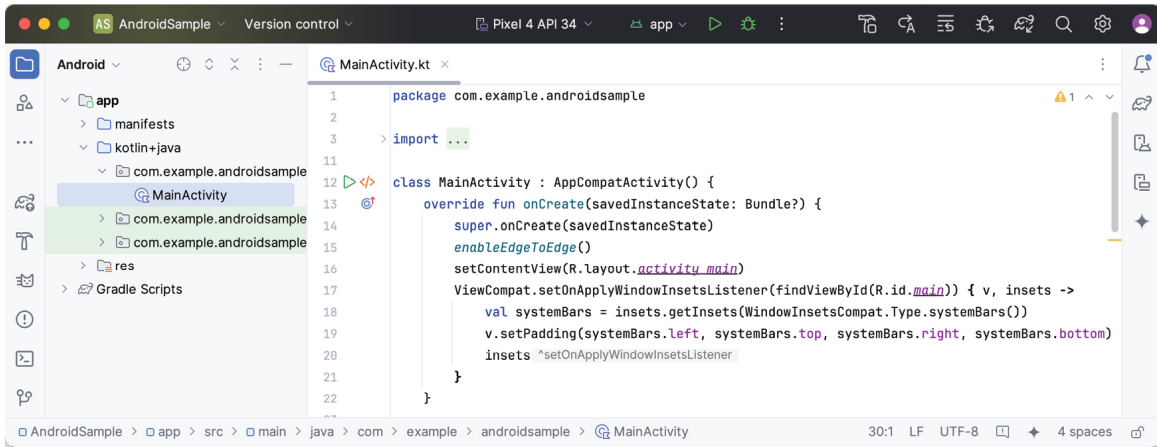 AS AndroidSample Version control Pixel 4 API 34 app
Android
MainActivity.kt
app
manifests
kotlin+java
com.example.androidsample
MainActivity
com.example.androidsample
com.example.androidsample
res
Gradle Scripts
1 package com.example.androidsample
1
2
3 import ...
11
12 class MainActivity : AppCompatActivity() {
13 override fun onCreate(savedInstanceState: Bundle?) {
14 super.onCreate(savedInstanceState)
15 enableEdgeToEdge()
16 setContentView(R.layout.activity_main)
17 ViewCompat.setOnApplyWindowInsetsListener(findViewById(R.id.main)) { v, insets ->
18 val systemBars = insets.getInsets(WindowInsetsCompat.Type.systemBars())
19 v.setPadding(systemBars.left, systemBars.top, systemBars.right, systemBars.bottom)
20 insets ^setOnApplyWindowInsetsListener
21 }
22 }
AndroidSample > app > src > main > java > com > example > androidsample > MainActivity 30:1 LF UTF-8 4 spaces